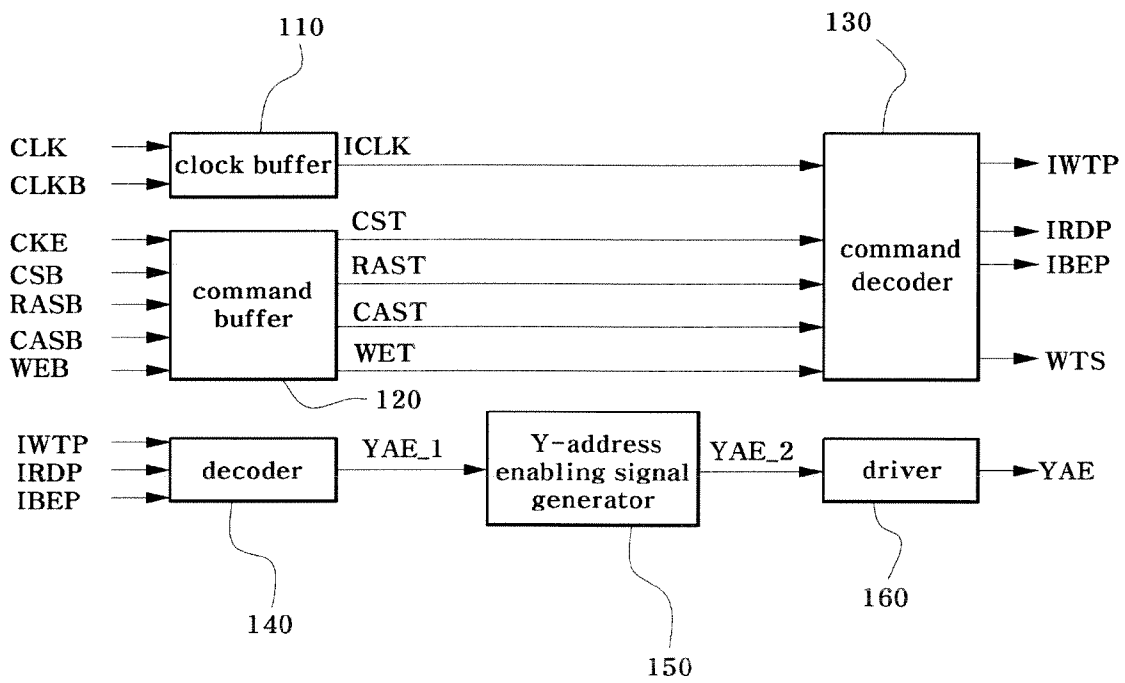 110
130
CLK
CLKB
clock buffer
ICLK
IWTP
CKE
CSB
RASB
CASB
WEB
command
buffer
CST
RAST
CAST
WET
command
decoder
IRDP
IBEP
WTS
120
IWTP
IRDP
IBEP
decoder
YAE_1
Y-address
enabling signal
generator
YAE_2
driver
YAE
140
150
160